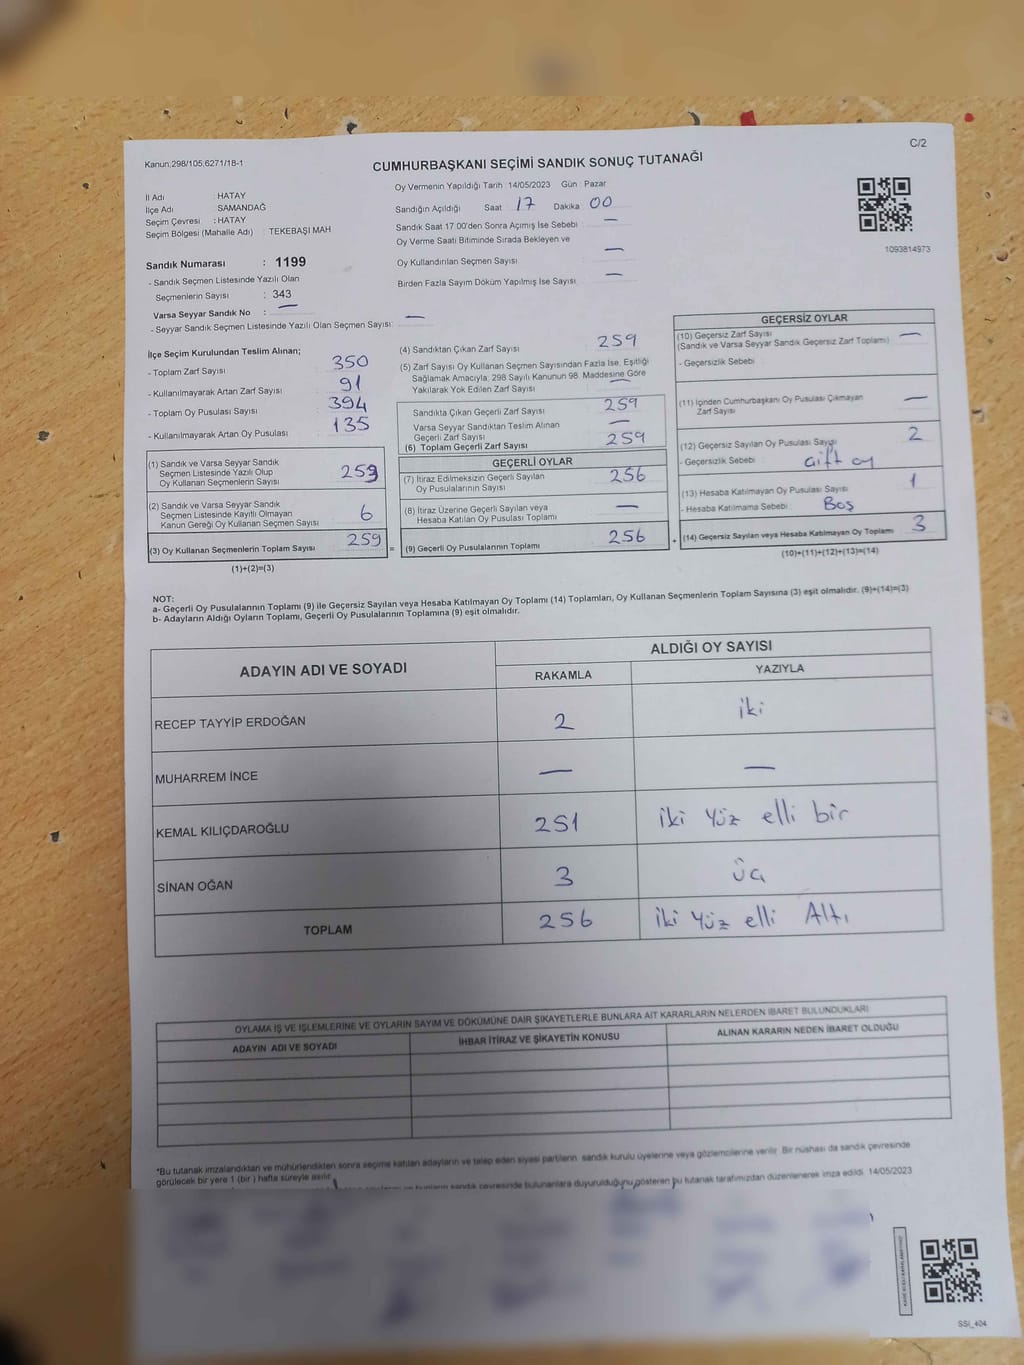 C/2
Kanun,298/105,6271/18-1
CUMHURBAŞKANI SEÇİMİ SANDIK SONUÇ TUTANAĞI
İl Adı : HATAY
İlçe Adı SAMANDAĞ
Seçim Çevresi : HATAY
Seçim Bölgesi (Mahalle Adı) : TEKEBAŞI MAH
Sandık Numarası : 1199
- Sandık Seçmen Listesinde Yazılı Olan
Seçmenlerin Sayısı : 343
Varsa Seyyar Sandık No : —
- Seyyar Sandık Seçmen Listesinde Yazılı Olan Seçmen Sayısı: —
Oy Vermenin Yapıldığı Tarih 14/05/2023 Gün : Pazar
Sandığın Açıldığı Saat 17 Dakika 00
Sandık Saat 17.00'den Sonra Açımış İse Sebebi : —
Oy Verme Saati Bitiminde Sırada Bekleyen ve
Oy Kullandırılan Seçmen Sayısı —
Birden Fazla Sayım Döküm Yapılmış İse Sayısı —
1093814973
İlçe Seçim Kurulundan Teslim Alınan;
- Toplam Zarf Sayısı 350
- Kullanılmayarak Artan Zarf Sayısı 91
- Toplam Oy Pusulası Sayısı 394
- Kullanılmayarak Artan Oy Pusulası 135
(1) Sandık ve Varsa Seyyar Sandık
Seçmen Listesinde Yazılı Olup
Oy Kullanan Seçmenlerin Sayısı 259
(2) Sandık ve Varsa Seyyar Sandık
Seçmen Listesinde Kayıtlı Olmayan
Kanun Gereği Oy Kullanan Seçmen Sayısı 6
(3) Oy Kullanan Seçmenlerin Toplam Sayısı 259 =
(1)+(2)=(3)
(4) Sandıktan Çıkan Zarf Sayısı 259
(5) Zarf Sayısı Oy Kullanan Seçmen Sayısından Fazla İse, Eşitliği
Sağlamak Amacıyla, 298 Sayılı Kanunun 98. Maddesine Göre
Yakılarak Yok Edilen Zarf Sayısı —
Sandıkta Çıkan Geçerli Zarf Sayısı 259
Varsa Seyyar Sandıktan Teslim Alınan
Geçerli Zarf Sayısı —
(6) Toplam Geçerli Zarf Sayısı 259
GEÇERLİ OYLAR
(7) İtiraz Edilmeksizin Geçerli Sayılan
Oy Pusulalarının Sayısı 256
(8) İtiraz Üzerine Geçerli Sayılan veya
Hesaba Katılan Oy Pusulası Toplamı —
(9) Geçerli Oy Pusulalarının Toplamı 256 +
GEÇERSİZ OYLAR
(10) Geçersiz Zarf Sayısı
(Sandık ve Varsa Seyyar Sandık Geçersiz Zarf Toplamı) —
- Geçersizlik Sebebi
(11) İçinden Cumhurbaşkanı Oy Pusulası Çıkmayan
Zarf Sayısı —
(12) Geçersiz Sayılan Oy Pusulası Sayısı 2
- Geçersizlik Sebebi Çift oy
(13) Hesaba Katılmayan Oy Pusulası Sayısı 1
- Hesaba Katılmama Sebebi : Boş
(14) Geçersiz Sayılan veya Hesaba Katılmayan Oy Toplamı 3
(10)+(11)+(12)+(13)=(14)
NOT:
a- Geçerli Oy Pusulalarının Toplamı (9) ile Geçersiz Sayılan veya Hesaba Katılmayan Oy Toplamı (14) Toplamları, Oy Kullanan Seçmenlerin Toplam Sayısına (3) eşit olmalıdır. (9)+(14)=(3)
b- Adayların Aldığı Oyların Toplamı, Geçerli Oy Pusulalarının Toplamına (9) eşit olmalıdır.
ADAYIN ADI VE SOYADI
ALDIĞI OY SAYISI
RAKAMLA YAZIYLA
RECEP TAYYİP ERDOĞAN 2 iki
MUHARREM İNCE — —
KEMAL KILIÇDAROĞLU 251 iki yüz elli bir
SİNAN OĞAN 3 üç
TOPLAM 256 iki yüz elli Altı
OYLAMA İŞ VE İŞLEMLERİNE VE OYLARIN SAYIM VE DÖKÜMÜNE DAİR ŞİKAYETLERLE BUNLARA AİT KARARLARIN NELERDEN İBARET BULUNDUKLARI
ADAYIN ADI VE SOYADI İHBAR İTİRAZ VE ŞİKAYETİN KONUSU ALINAN KARARIN NEDEN İBARET OLDUĞU
*Bu tutanak imzalandıktan ve mühürlendikten sonra seçime katılan adayların ve talep eden siyasi partilerin sandık kurulu üyelerine veya gözlemcilerine verilir. Bir nüshası da sandık çevresinde
görülecek bir yere 1 (bir) hafta süreyle asılır.
sandık çevresinde bulunanlara duyurulduğunu gösteren bu tutanak tarafımızdan düzenlenerek imza edildi. 14/05/2023
SSI_404